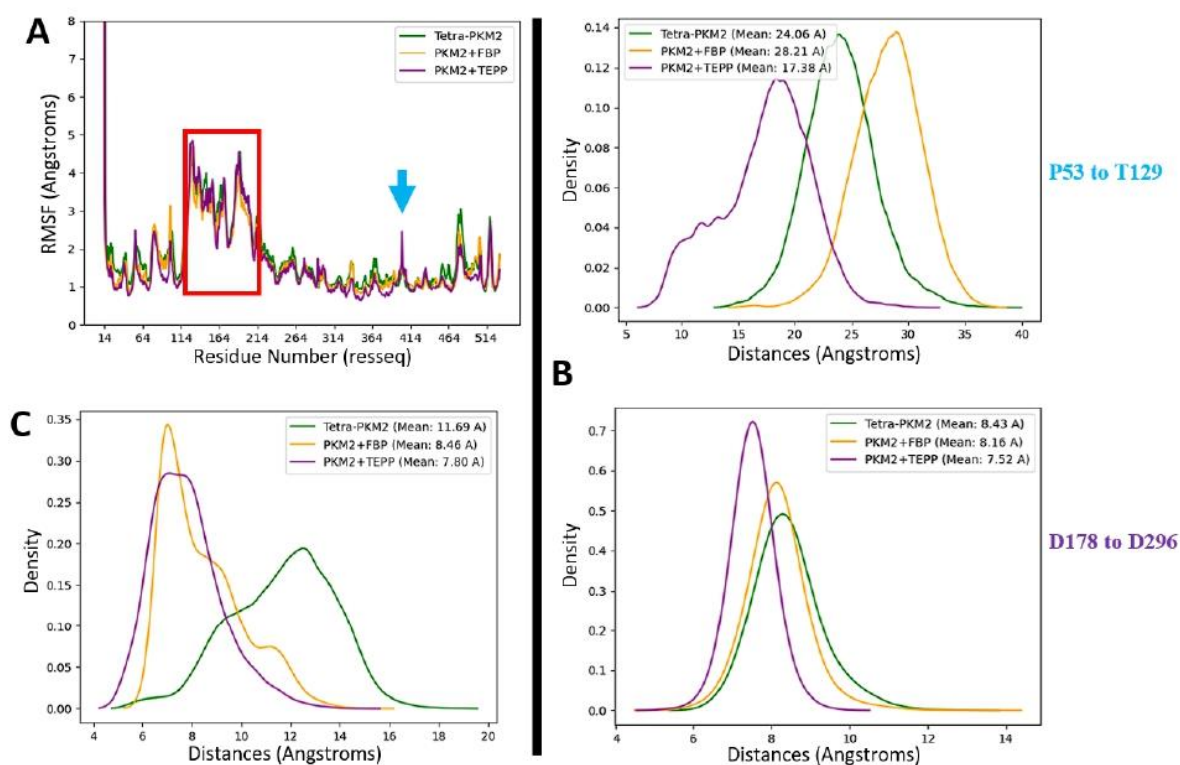 A
8
7
6
5
4
3
2
1
0
RMSF (Angstroms)
Tetra-PKM2
PKM2+FBP
PKM2+TEPP
14 64 114 164 214 264 314 364 414 464 514
Residue Number (resseq)
0.14
0.12
0.10
0.08
0.06
0.04
0.02
0.00
Density
Tetra-PKM2 (Mean: 24.06 A)
PKM2+FBP (Mean: 28.21 A)
PKM2+TEPP (Mean: 17.38 A)
5 10 15 20 25 30 35 40
Distances (Angstroms)
P53 to T129
C
0.35
0.30
0.25
0.20
0.15
0.10
0.05
0.00
Density
Tetra-PKM2 (Mean: 11.69 A)
PKM2+FBP (Mean: 8.46 A)
PKM2+TEPP (Mean: 7.80 A)
4 6 8 10 12 14 16 18 20
Distances (Angstroms)
B
0.7
0.6
0.5
0.4
0.3
0.2
0.1
0.0
Density
Tetra-PKM2 (Mean: 8.43 A)
PKM2+FBP (Mean: 8.16 A)
PKM2+TEPP (Mean: 7.52 A)
4 6 8 10 12 14
Distances (Angstroms)
D178 to D296